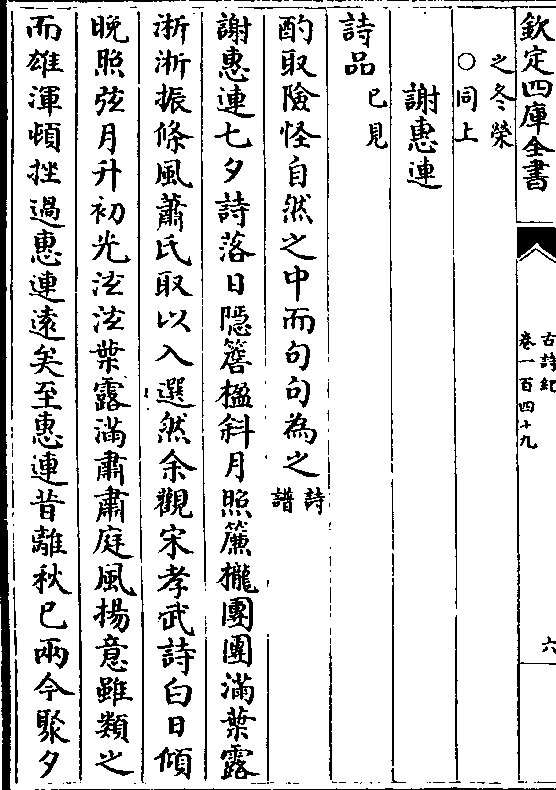 欽定四庫全書
古詩紀
卷一百四十九
六
之冬榮
○同上
謝惠連
詩品
已見
酌取險怪自然之中而句句為之
詩
譜
謝惠連七夕詩落日隱簷楹斜月照簾櫳團團滿葉露
淅淅振條風蕭氏取以入選然余觀宋孝武詩白日傾
晚照弦月升初光泫泫葉露滿肅肅庭風揚意雖類之
而雄渾頓挫過惠連遠矣至惠連昔離秋已兩今聚夕